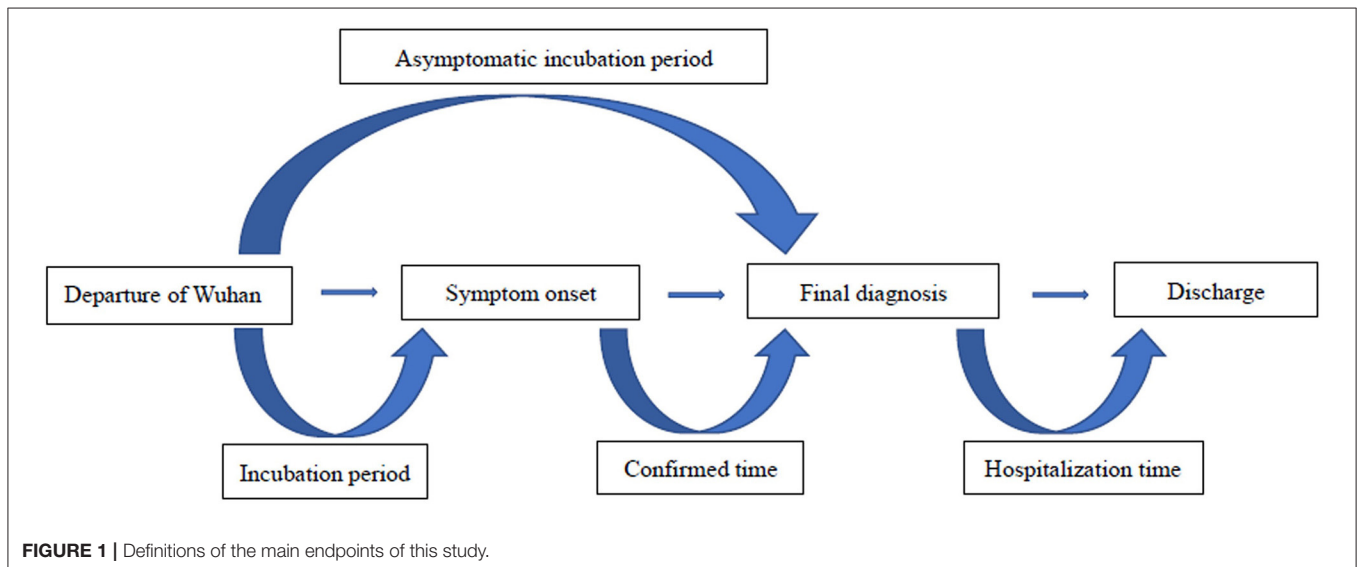 Asymptomatic incubation period
Departure of Wuhan
Symptom onset
Final diagnosis
Discharge
Incubation period
Confirmed time
Hospitalization time
FIGURE 1 | Definitions of the main endpoints of this study.